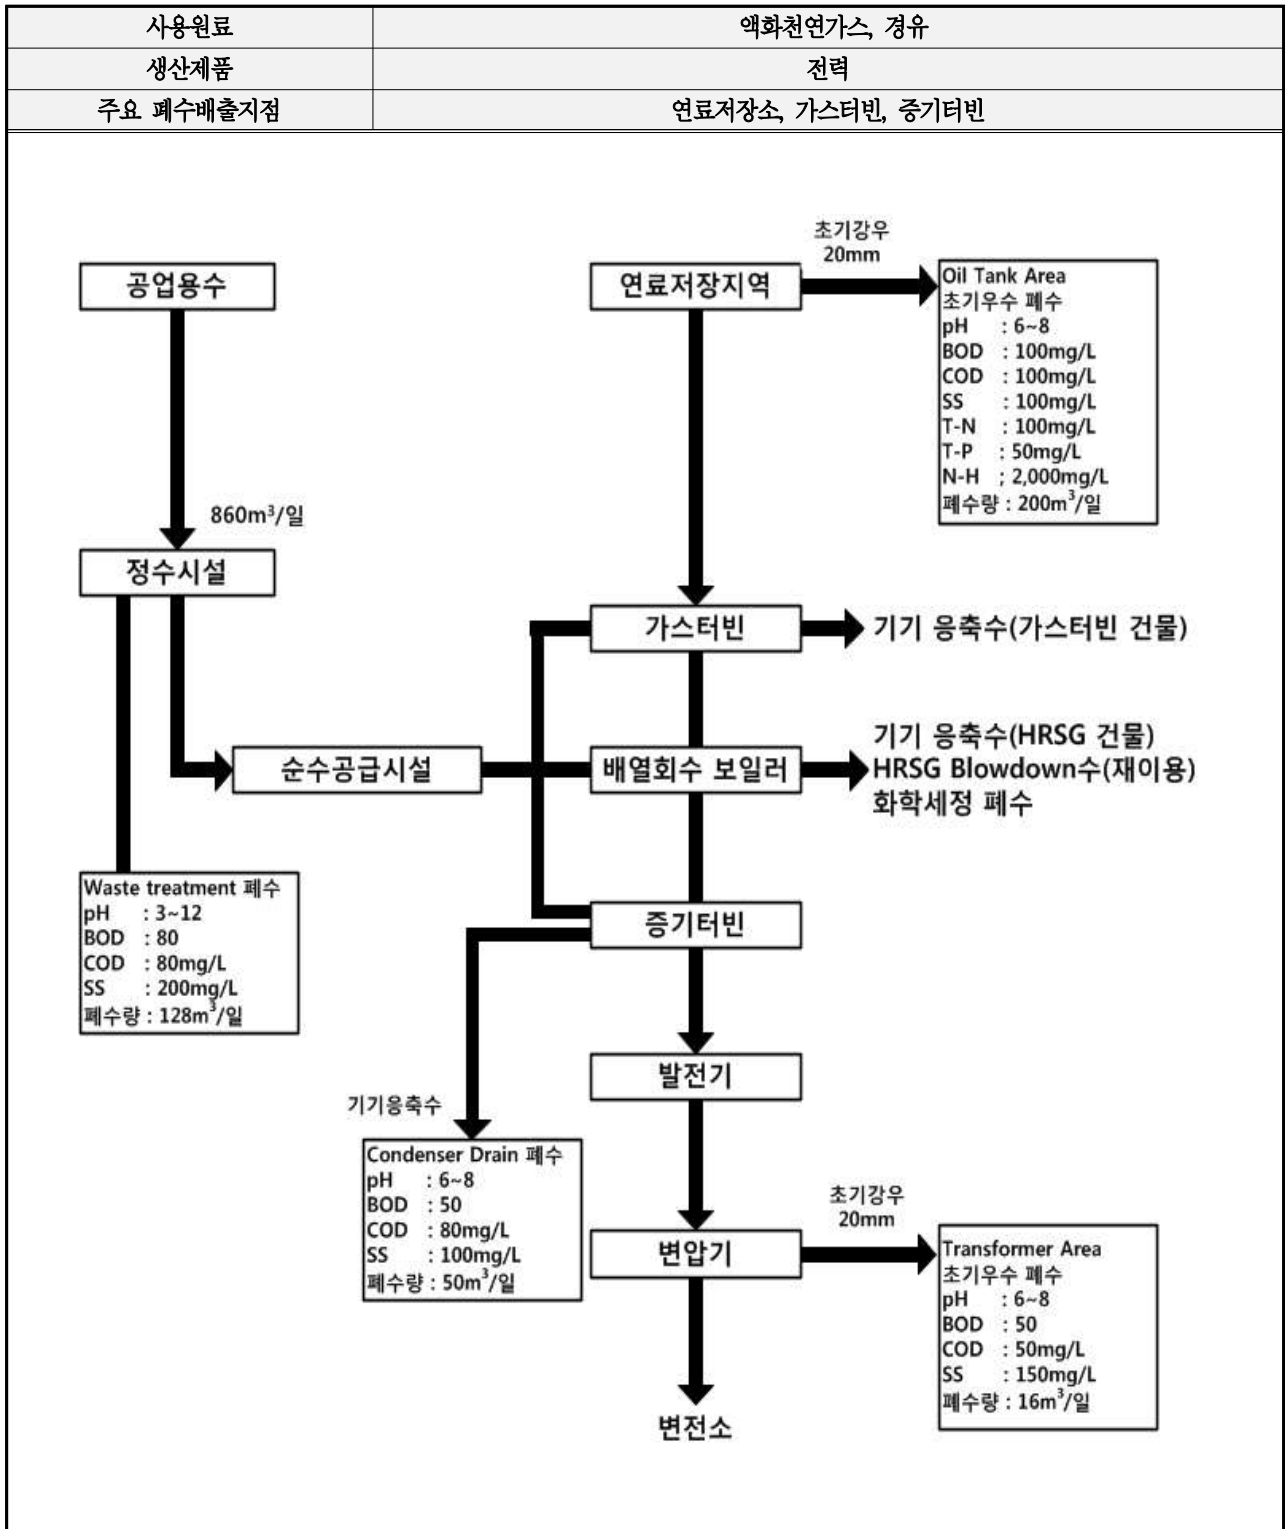 사용원료 액화천연가스, 경유
생산제품 전력
주요 폐수배출지점 연료저장소, 가스터빈, 증기터빈
초기강우
20mm
공업용수
연료저장지역
Oil Tank Area
초기우수 폐수
pH : 6~8
BOD : 100mg/L
COD : 100mg/L
SS : 100mg/L
T-N : 100mg/L
T-P : 50mg/L
N-H ; 2,000mg/L
폐수량 : 200m³/일
860m³/일
정수시설
가스터빈
기기 응축수(가스터빈 건물)
순수공급시설
배열회수 보일러
기기 응축수(HRSG 건물)
HRSG Blowdown수(재이용)
화학세정 폐수
Waste treatment 폐수
pH : 3~12
BOD : 80
COD : 80mg/L
SS : 200mg/L
폐수량 : 128m³/일
증기터빈
발전기
기기응축수
Condenser Drain 폐수
pH : 6~8
BOD : 50
COD : 80mg/L
SS : 100mg/L
폐수량 : 50m³/일
변압기
초기강우
20mm
Transformer Area
초기우수 폐수
pH : 6~8
BOD : 50
COD : 50mg/L
SS : 150mg/L
폐수량 : 16m³/일
변전소